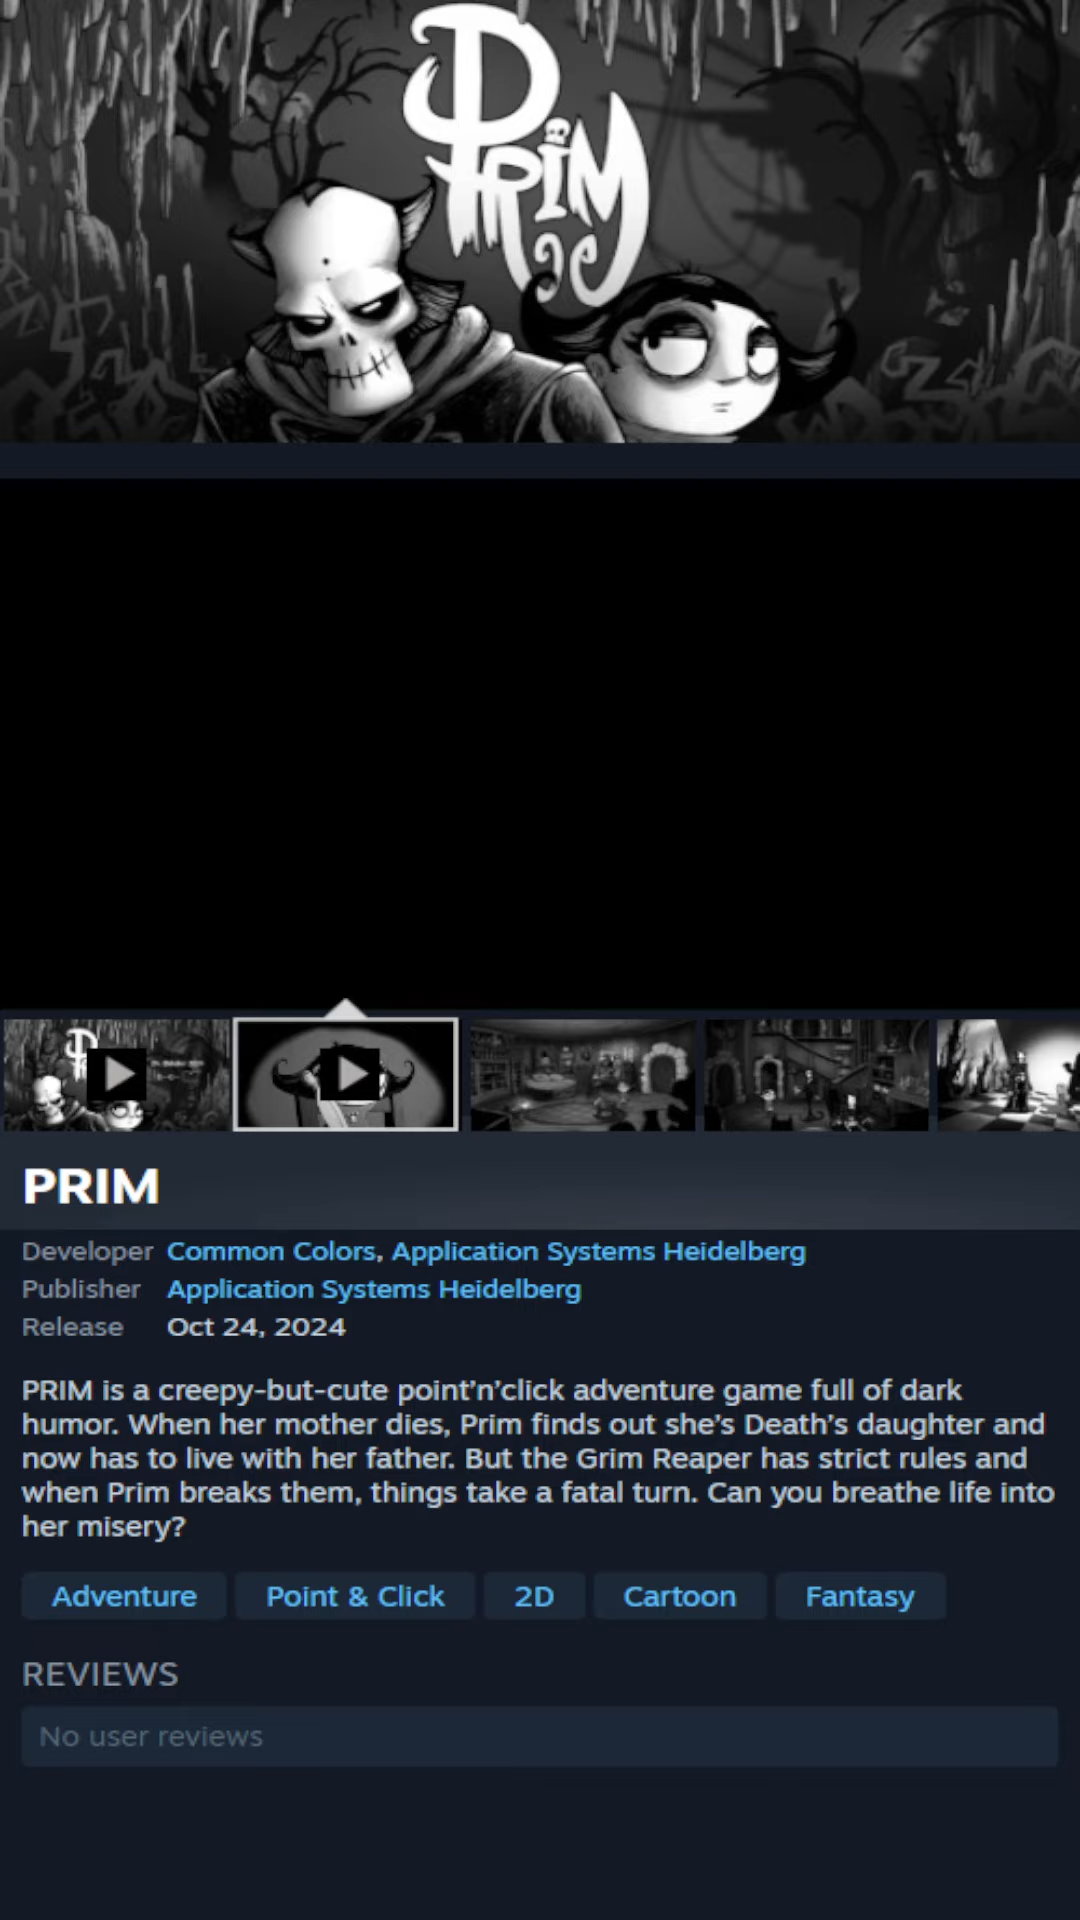 PRIM
PRIM
Developer Common Colors, Application Systems Heidelberg
Publisher Application Systems Heidelberg
Release Oct 24, 2024
PRIM is a creepy-but-cute point’n’click adventure game full of dark
humor. When her mother dies, Prim finds out she’s Death’s daughter and
now has to live with her father. But the Grim Reaper has strict rules and
when Prim breaks them, things take a fatal turn. Can you breathe life into
her misery?
Adventure Point & Click 2D Cartoon Fantasy
REVIEWS
No user reviews